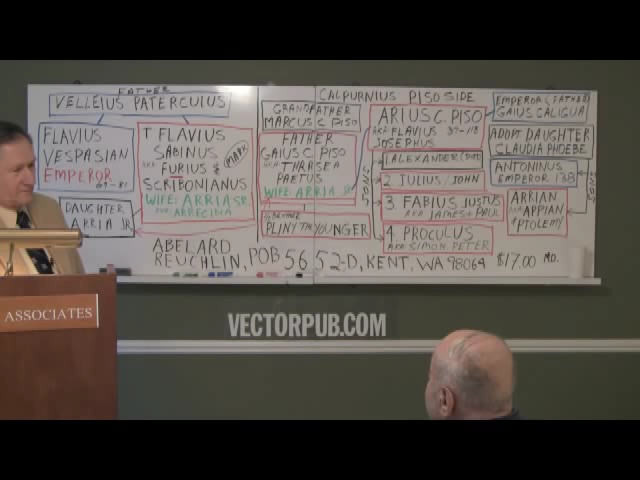 FATHER
VELLEIUS PATERCULUS
CALPURNIUS PISO SIDE
FLAVIUS
VESPASIAN
EMPEROR
69-81
T FLAVIUS
SABINUS
AKA FURIUS &
SCRIBONIANUS
MARK
WIFE: ARRIA SR.
ARRECINA
DAUGHTER
ARRIA JR
GRANDFATHER
MARCUS C PISO
FATHER
GAIUS C PISO
AKA THRASEA
PAETUS
WIFE: ARRIA JR
PLINY THE YOUNGER
ARIUS C. PISO
AKA FLAVIUS 37-118
JOSEPHUS
SONS
1 ALEXANDER
2 JULIUS/JOHN
3 FABIUS JUSTUS
AKA JAMES + PAUL
4. PROCULUS
AKA SIMON PETER
EMPEROR (FATHER)
GAIUS CALIGULA
ADOPT DAUGHTER
CLAUDIA PHOEBE
ANTONINUS
EMPEROR 138
ARRIAN
AKA APPIAN
+ PTOLEMY
SONS
ABELARD
REUCHLIN, POB 5652-D, KENT, WA 98064 $17.00 MD.
ASSOCIATES
VECTORPUB.COM